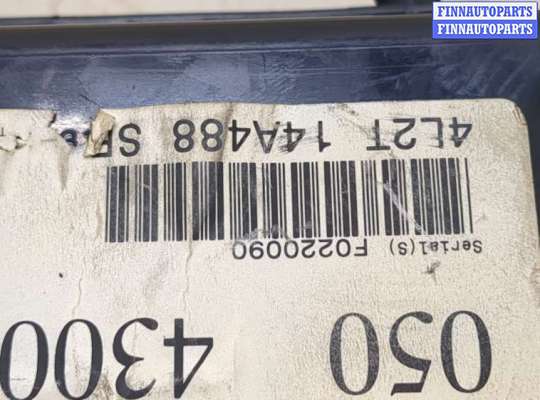 FINNAUTOPARTS
FINNAUTOPARTS
050
4300
Serial(S) F0220090
4L2T 14A488